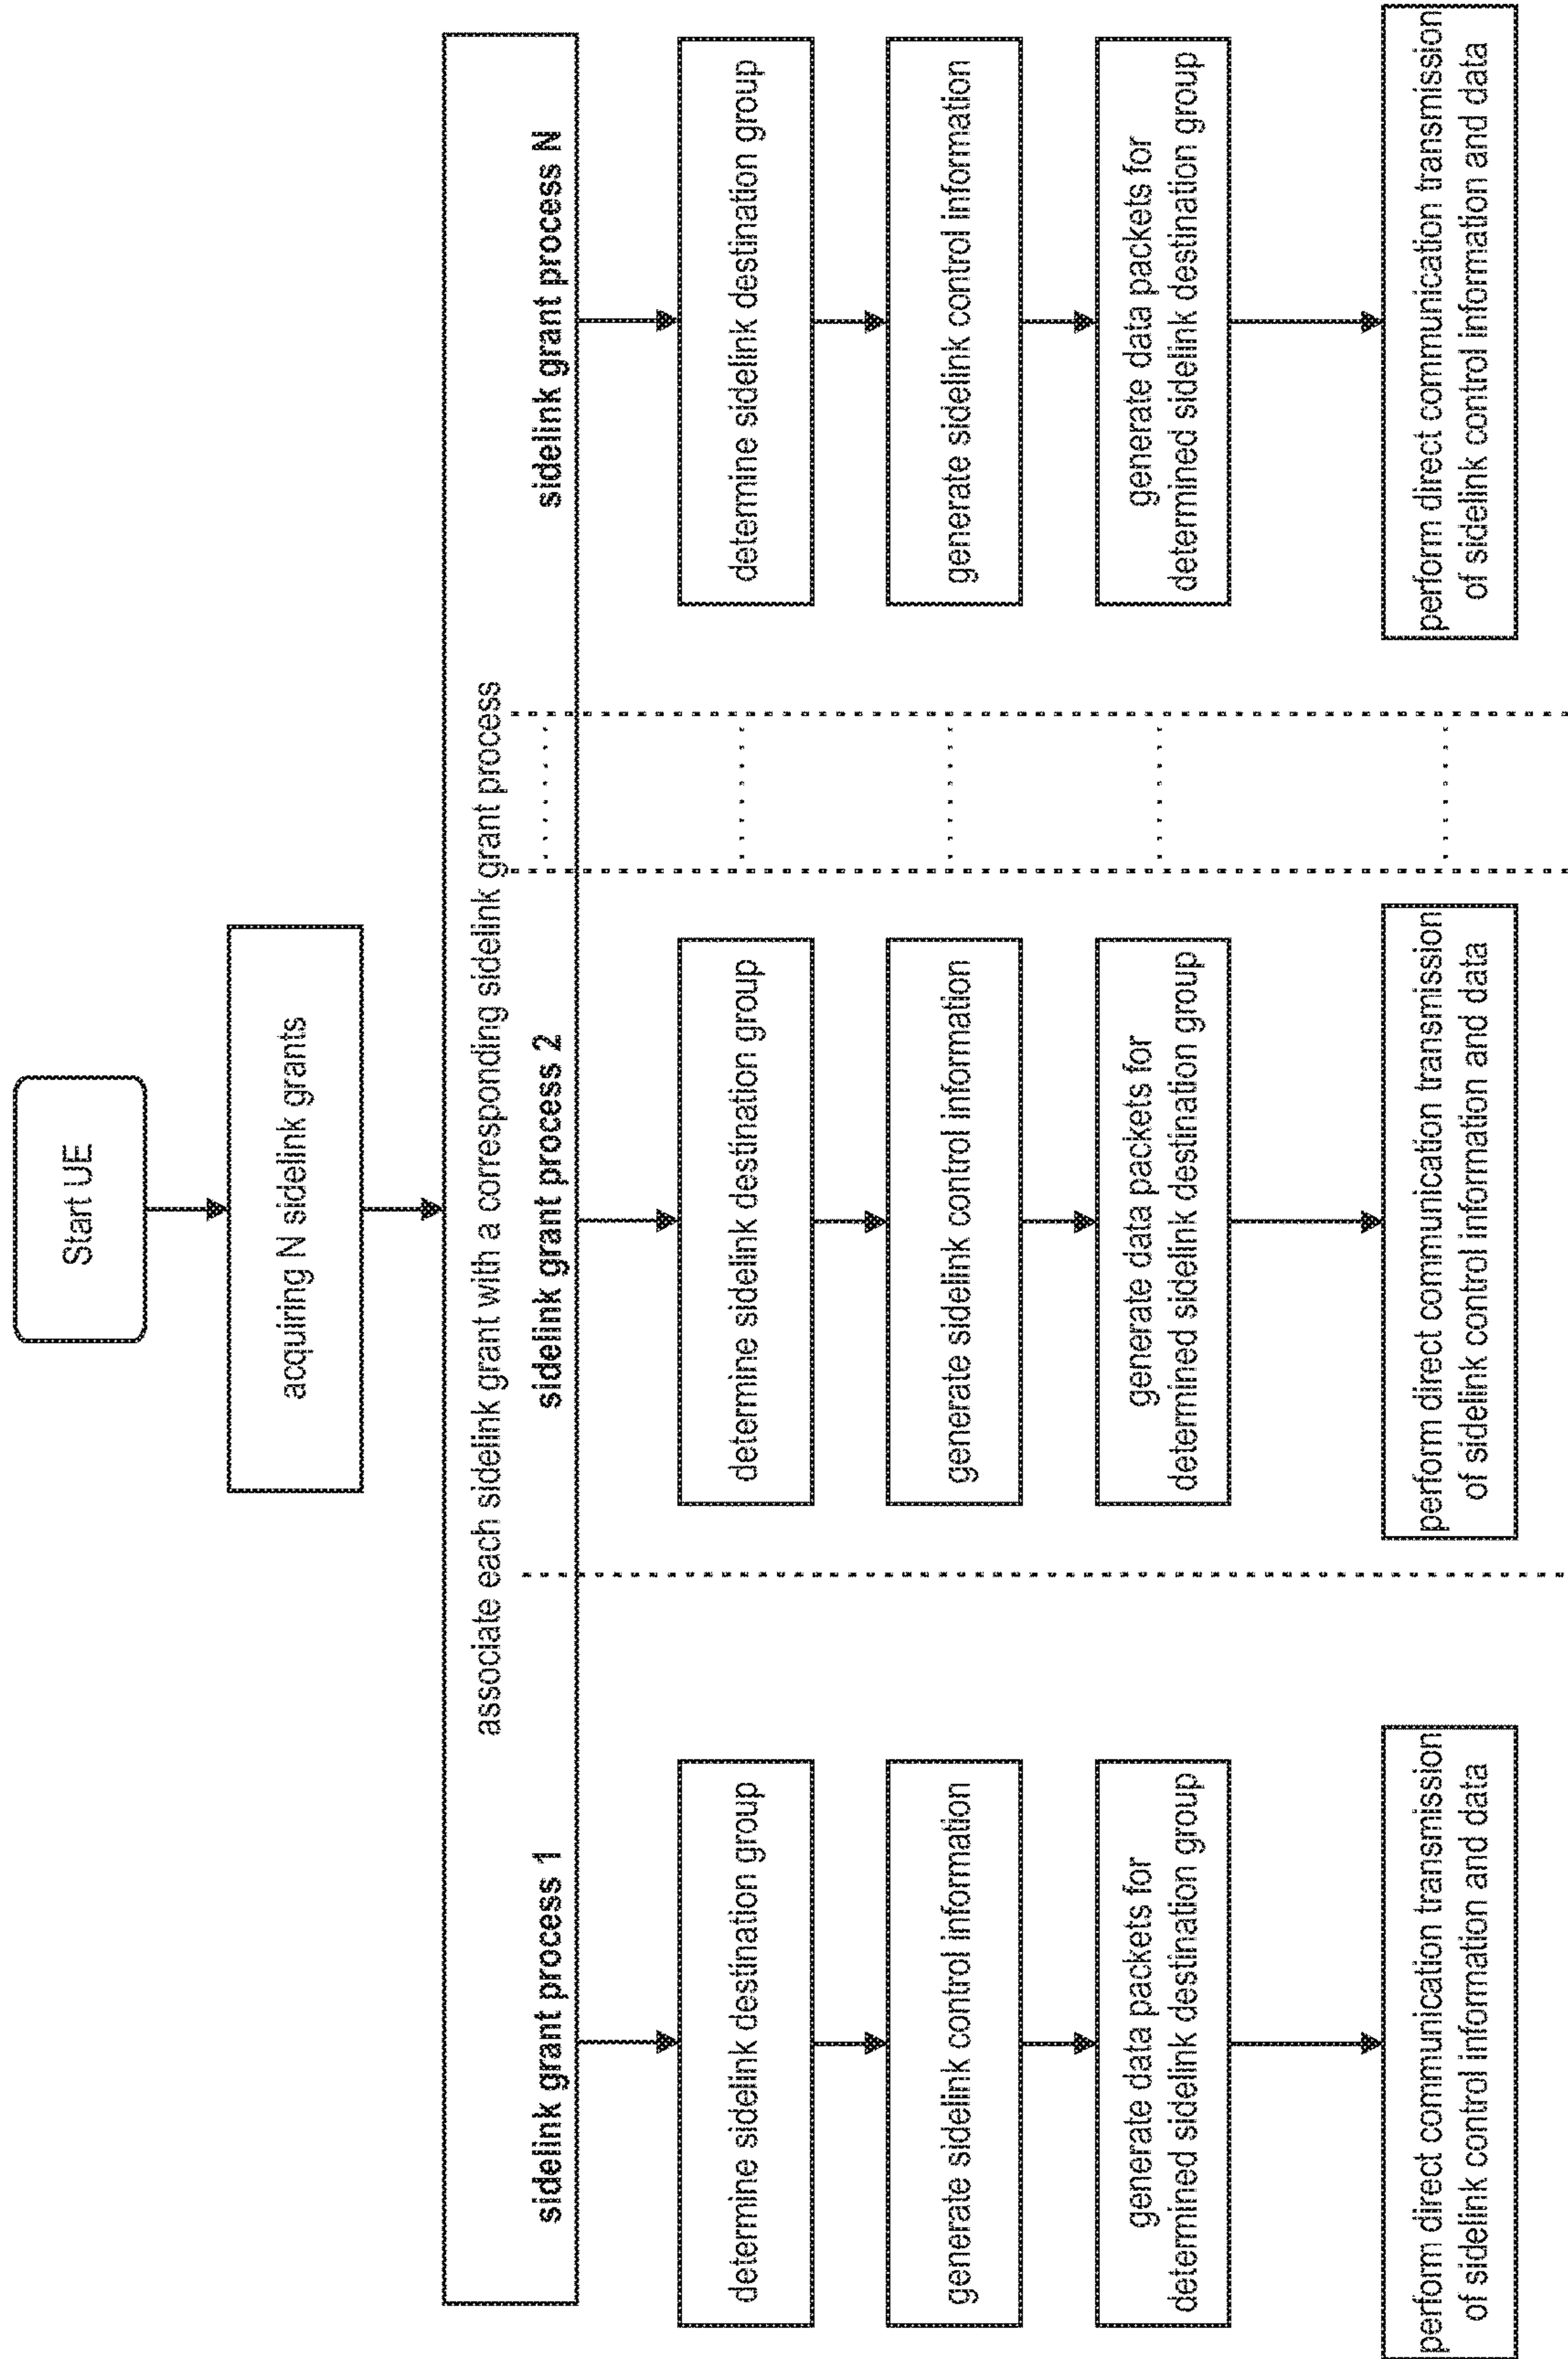 Start UE
acquiring N sidelink grants
associate each sidelink grant with a corresponding sidelink grant process
sidelink grant process 1
sidelink grant process 2
sidelink grant process N
determine sidelink destination group
determine sidelink destination group
determine sidelink destination group
generate sidelink control information
generate sidelink control information
generate sidelink control information
generate data packets for
determined sidelink destination group
generate data packets for
determined sidelink destination group
generate data packets for
determined sidelink destination group
perform direct communication transmission
of sidelink control information and data
perform direct communication transmission
of sidelink control information and data
perform direct communication transmission
of sidelink control information and data